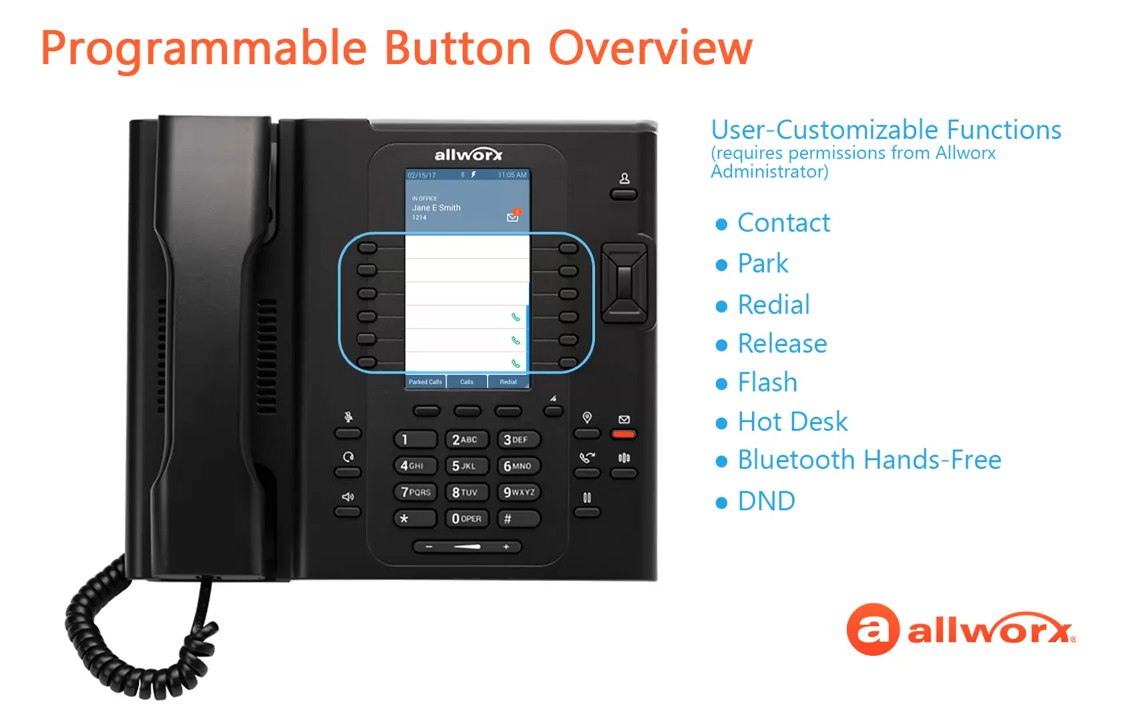 Programmable Button Overview
User-Customizable Functions
(requires permissions from Allworx
Administrator)
● Contact
● Park
● Redial
● Release
● Flash
● Hot Desk
● Bluetooth Hands-Free
● DND
allworx
02/15/17 11:05 AM
IN OFFICE
Jane E Smith
1214
1
Parked Calls Calls Redial
1 2ABC 3DEF
4GHI 5JKL 6MNO
7PQRS 8TUV 9WXYZ
* 0OPER #
− +
a allworx